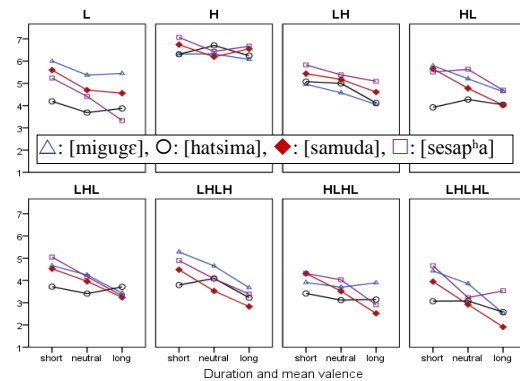 L H LH HL
7
6
5
4
3
2
1
△: [migugɛ], ○: [hatsima], ◆: [samuda], □: [sesapʰa]
LHL LHLH HLHL LHLHL
7
6
5
4
3
2
1
short neutral long short neutral long short neutral long short neutral long
Duration and mean valence